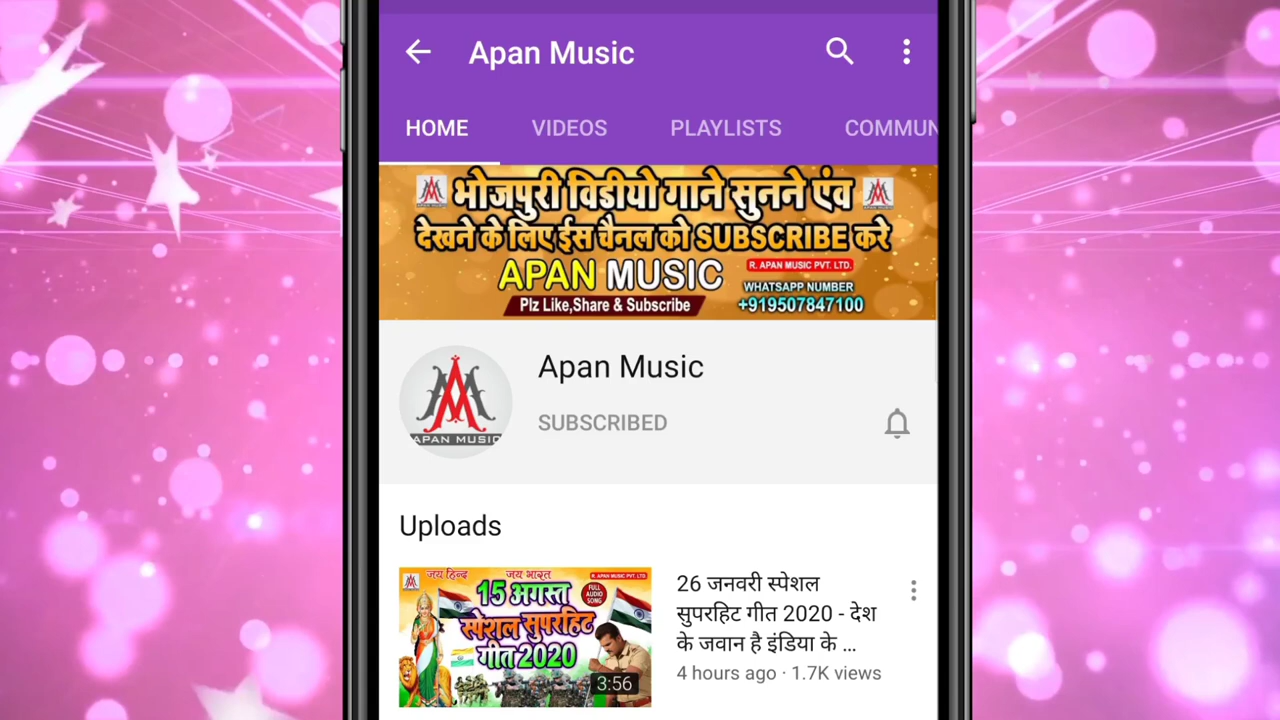 Apan Music
HOME VIDEOS PLAYLISTS COMMUN
भोजपुरी विडीयो गाने सुनने एंव
देखने के लिए ईस चैनल को SUBSCRIBE करे
APAN MUSIC
R. APAN MUSIC PVT. LTD.
WHATSAPP NUMBER
Plz Like,Share & Subscribe
+919507847100
APAN MUSIC
Apan Music
SUBSCRIBED
Uploads
जय हिन्द जय भारत
R. APAN MUSIC PVT. LTD
15 अगस्त
FULL
AUDIO
SONG
स्पेशल सुपरहिट
गीत 2020
3:56
26 जनवरी स्पेशल
सुपरहिट गीत 2020 - देश
के जवान है इंडिया के ...
4 hours ago · 1.7K views